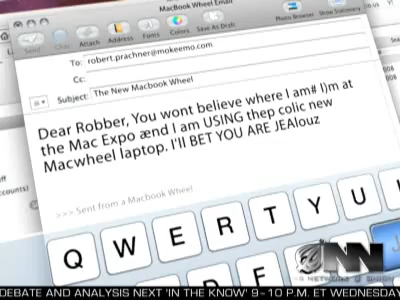 MacBook Wheel Email
Send Chat Attach Address Fonts Colors Save As Draft
Photo Browser Show Stationery
To: robert.prachner@mokeemo.com
Cc:
Subject: The New Macbook Wheel
Dear Robber, You wont believe where I am# I)m at
the Mac Expo ænd I am USING thep colic new
Macwheel laptop. I'll BET YOU ARE JEAlouz
>>> Sent from a Macbook Wheel
Q W E R T Y U
D F
NN
DEBATE AND ANALYSIS NEXT 'IN THE KNOW' 9-10 P.M. ET WEDNESDAY